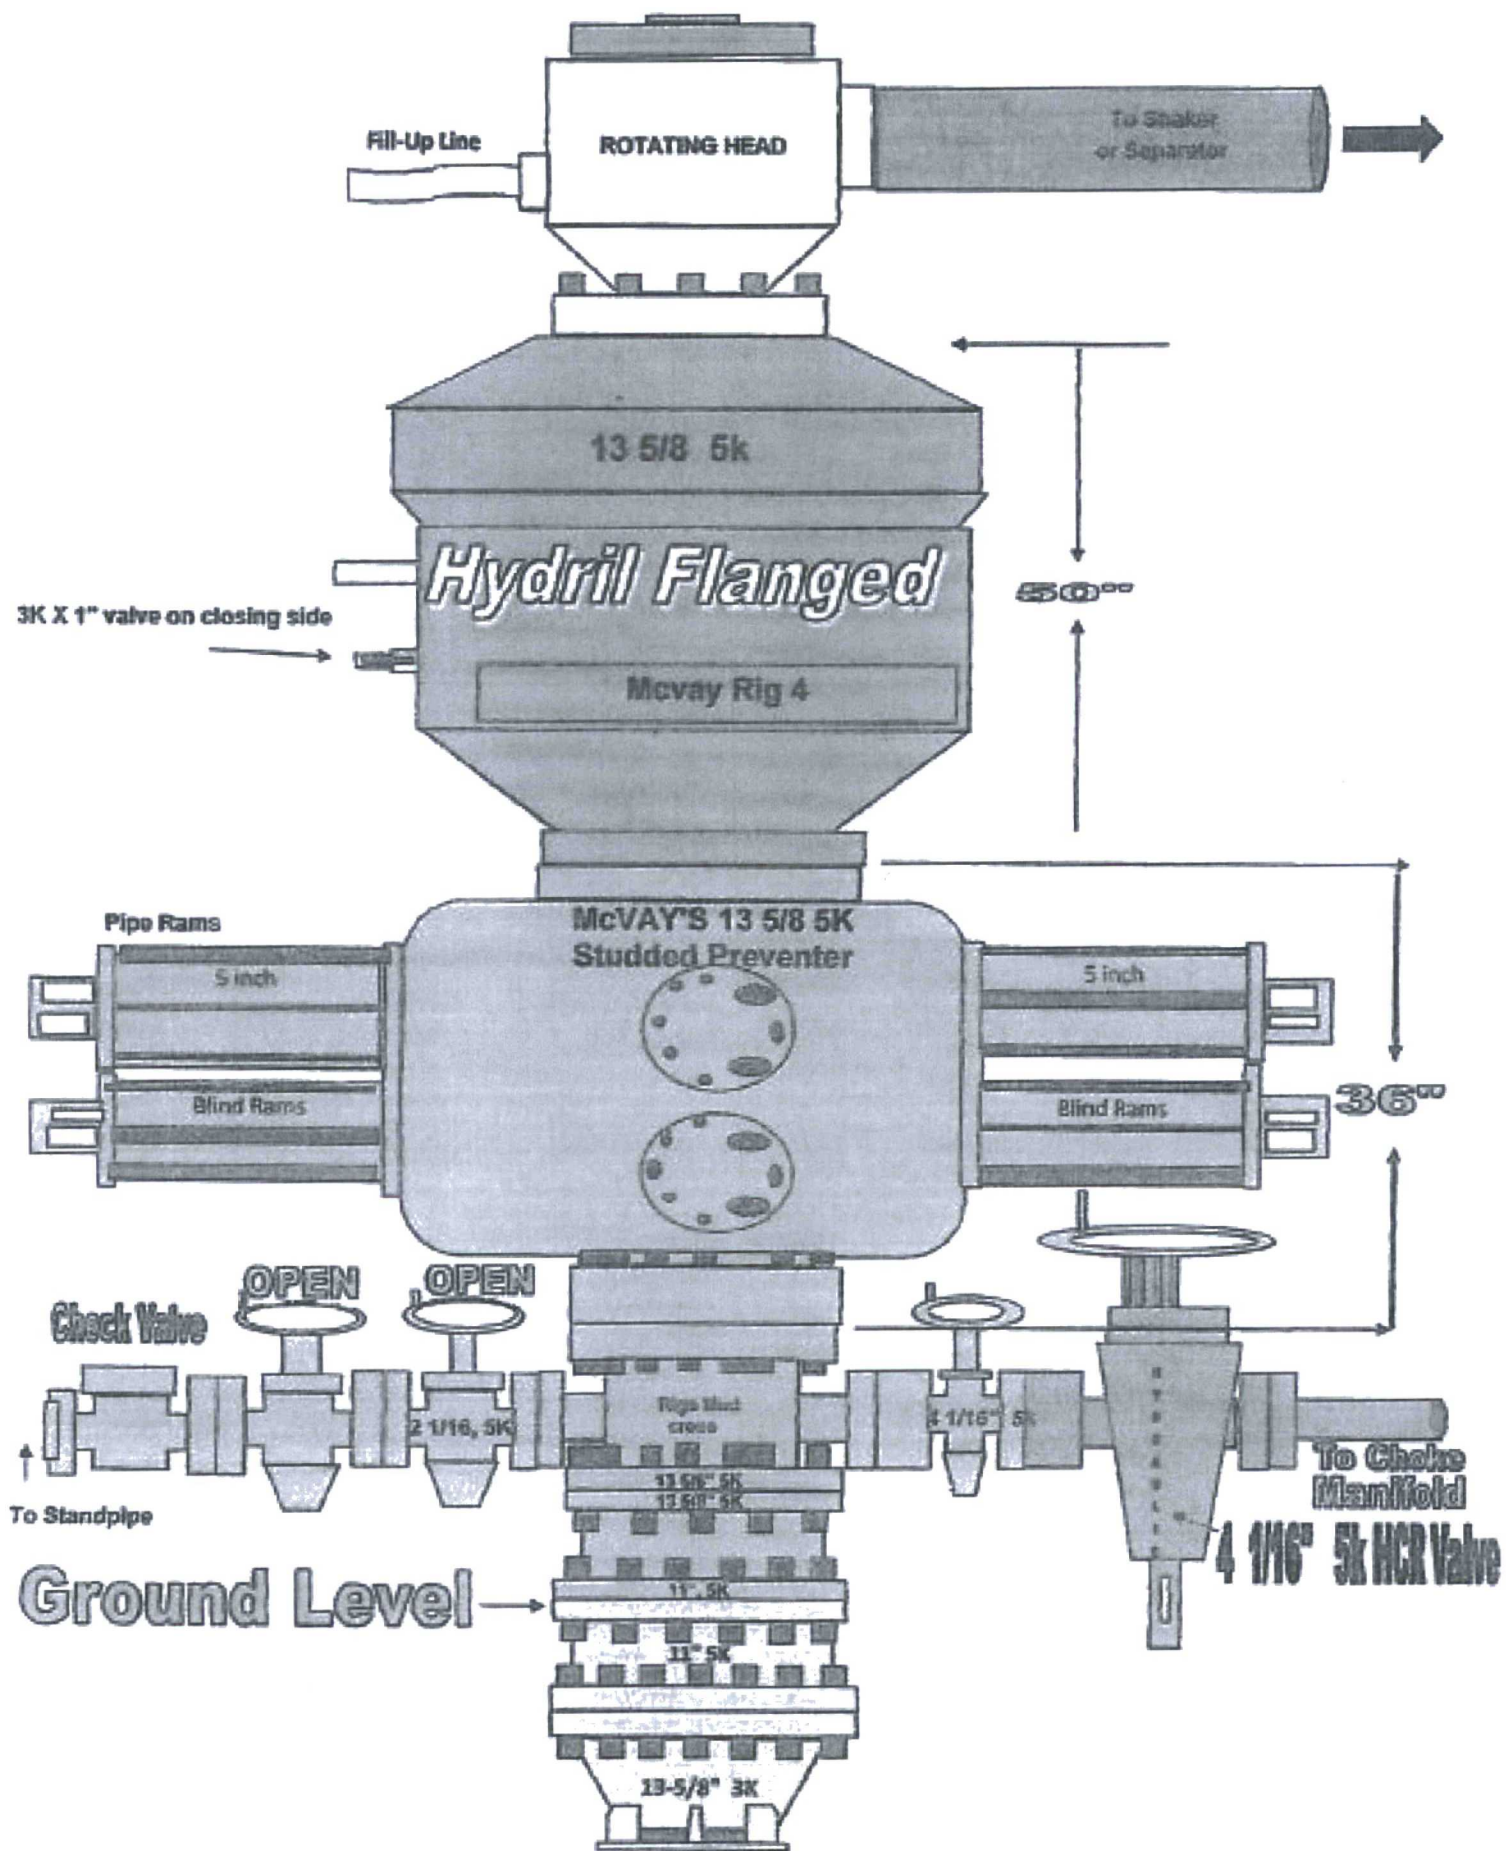 Fill-Up Line
ROTATING HEAD
To Shaker
or Separator
13 5/8 5k
Hydril Flanged
50"
3K X 1" valve on closing side
Mcvay Rig 4
McVAY'S 13 5/8 5K
Studded Preventer
Pipe Rams
5 inch
5 inch
Blind Rams
Blind Rams
36"
OPEN
OPEN
Check Valve
Rigs Mud
cross
2 1/16, 5K
4 1/16" 5k
HYDRAULIC
To Standpipe
13 5/8" 5K
13 5/8" 5K
To Choke
Manifold
4 1/16" 5k HCR Valve
Ground Level
11", 5K
11" 5K
13-5/8" 3K